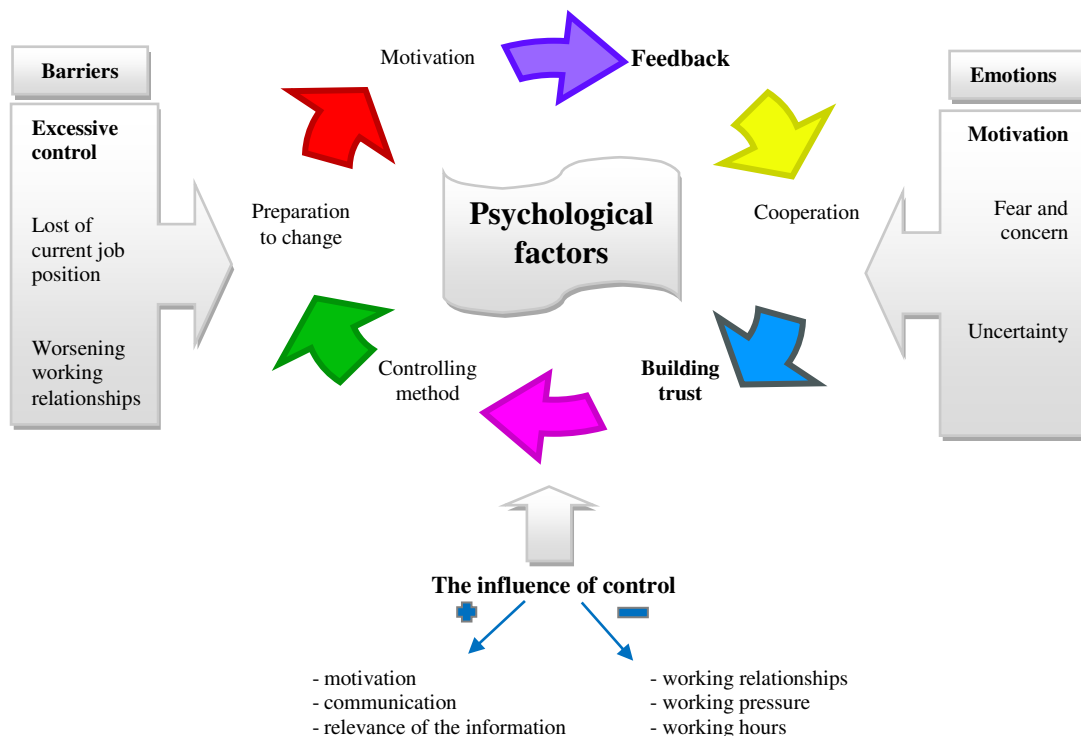 Barriers
Excessive
control
Lost of
current job
position
Worsening
working
relationships
Motivation
Feedback
Preparation
to change
Psychological
factors
Cooperation
Controlling
method
Building
trust
Emotions
Motivation
Fear and
concern
Uncertainty
The influence of control
- motivation
- communication
- relevance of the information
- working relationships
- working pressure
- working hours